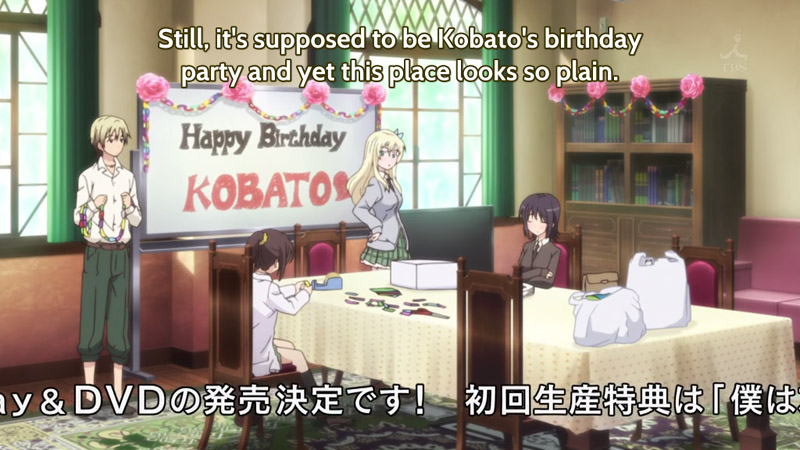 Still, it's supposed to be Kobato's birthday
party and yet this place looks so plain.
TBS
Happy Birthday
KOBATO
ay&DVDの発売決定です! 初回生産特典は「僕は